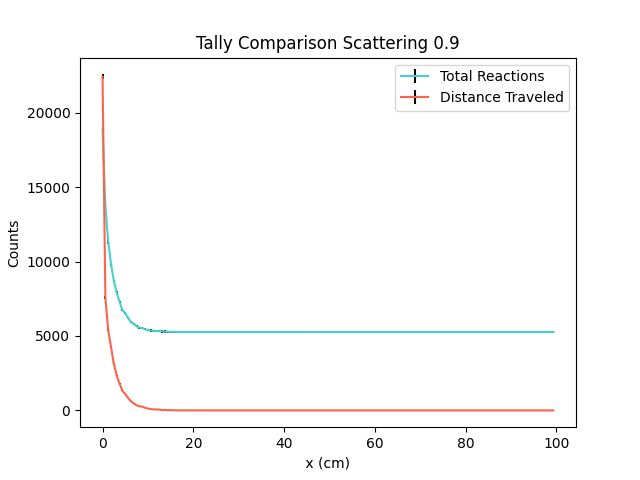 Tally Comparison Scattering 0.9
Total Reactions
Distance Traveled
Counts
20000
15000
10000
5000
0
0 20 40 60 80 100
x (cm)